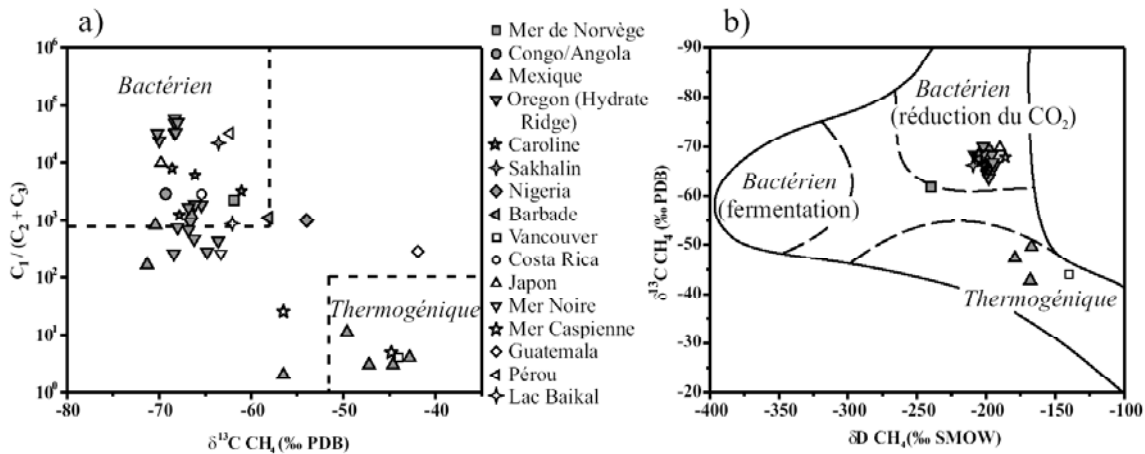 a)
10⁶
10⁵
10⁴
10³
10²
10¹
10⁰
C₁ / (C₂ + C₃)
Bactérien
Thermogénique
-80
-70
-60
-50
-40
δ¹³C CH₄ (‰ PDB)
Mer de Norvège
Congo/Angola
Mexique
Oregon (Hydrate
Ridge)
Caroline
Sakhalin
Nigeria
Barbade
Vancouver
Costa Rica
Japon
Mer Noire
Mer Caspienne
Guatemala
Pérou
Lac Baikal
b)
-90
-80
-70
-60
-50
-40
-30
-20
δ¹³C CH₄ (‰ PDB)
Bactérien
(réduction du CO₂)
Bactérien
(fermentation)
Thermogénique
-400
-350
-300
-250
-200
-150
-100
δD CH₄(‰ SMOW)